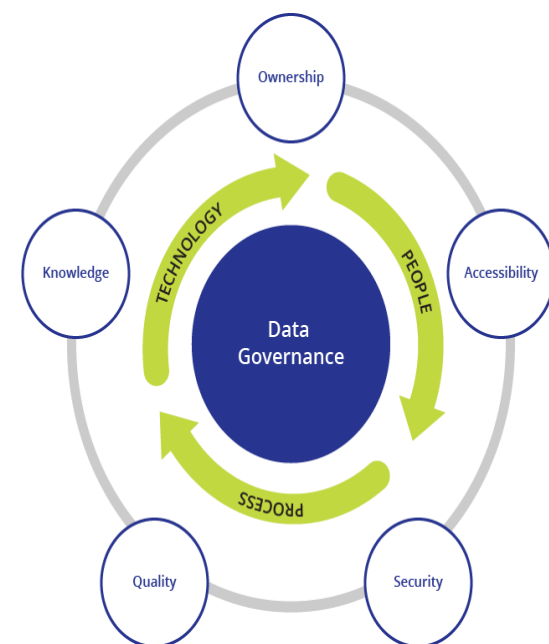 Ownership
TECHNOLOGY
PEOPLE
Knowledge
Accessibility
Data
Governance
PROCESS
Quality
Security